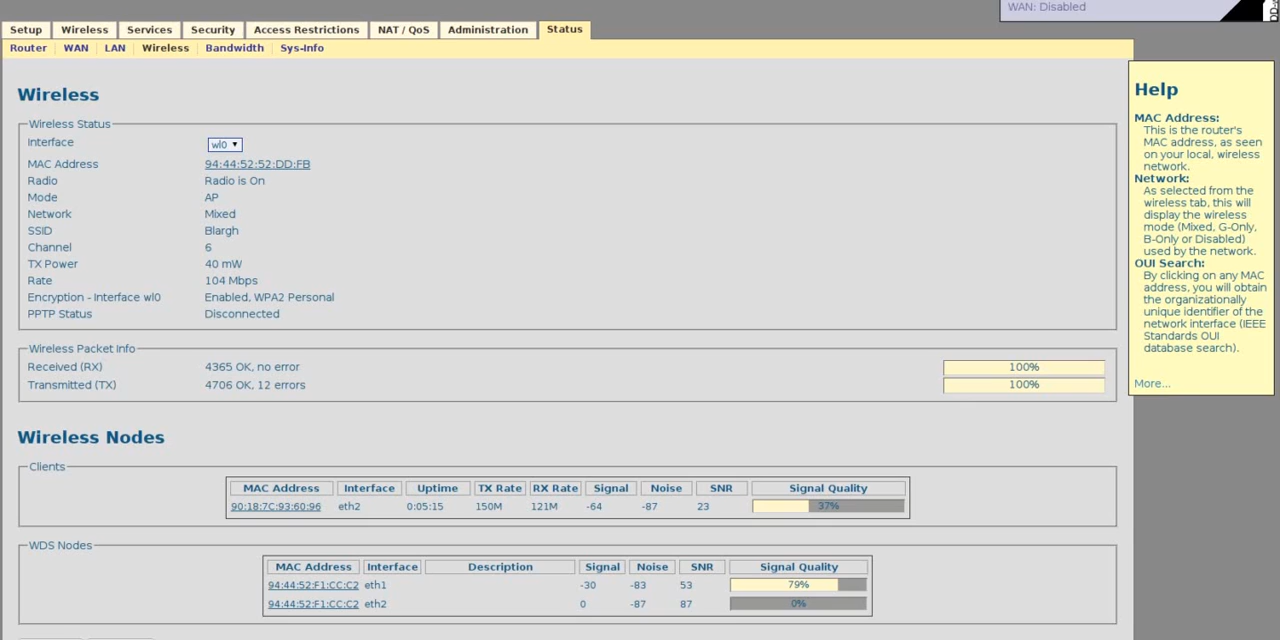 WAN: Disabled
Setup Wireless Services Security Access Restrictions NAT / QoS Administration Status
Router WAN LAN Wireless Bandwidth Sys-Info
Wireless
Wireless Status
Interface wl0
MAC Address 94:44:52:52:DD:FB
Radio Radio is On
Mode AP
Network Mixed
SSID Blargh
Channel 6
TX Power 40 mW
Rate 104 Mbps
Encryption - Interface wl0 Enabled, WPA2 Personal
PPTP Status Disconnected
Wireless Packet Info
Received (RX) 4365 OK, no error 100%
Transmitted (TX) 4706 OK, 12 errors 100%
Wireless Nodes
Clients
MAC Address Interface Uptime TX Rate RX Rate Signal Noise SNR Signal Quality
90:18:7C:93:60:96 eth2 0:05:15 150M 121M -64 -87 23 37%
WDS Nodes
MAC Address Interface Description Signal Noise SNR Signal Quality
94:44:52:F1:CC:C2 eth1 -30 -83 53 79%
94:44:52:F1:CC:C2 eth2 0 -87 87 0%
Help
MAC Address:
This is the router's
MAC address, as seen
on your local, wireless
network.
Network:
As selected from the
wireless tab, this will
display the wireless
mode (Mixed, G-Only,
B-Only or Disabled)
used by the network.
OUI Search:
By clicking on any MAC
address, you will obtain
the organizationally
unique identifier of the
network interface (IEEE
Standards OUI
database search).
More...